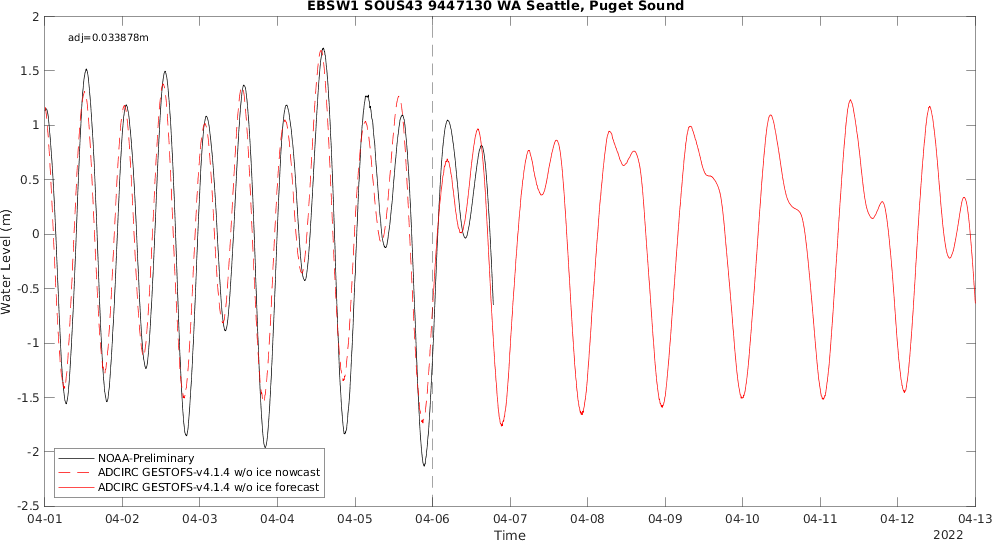 EBSW1 SOUS43 9447130 WA Seattle, Puget Sound
adj=0.033878m
2
1.5
1
0.5
0
-0.5
-1
-1.5
-2
-2.5
Water Level (m)
NOAA-Preliminary
ADCIRC GESTOFS-v4.1.4 w/o ice nowcast
ADCIRC GESTOFS-v4.1.4 w/o ice forecast
04-01 04-02 04-03 04-04 04-05 04-06 04-07 04-08 04-09 04-10 04-11 04-12 04-13
Time
2022